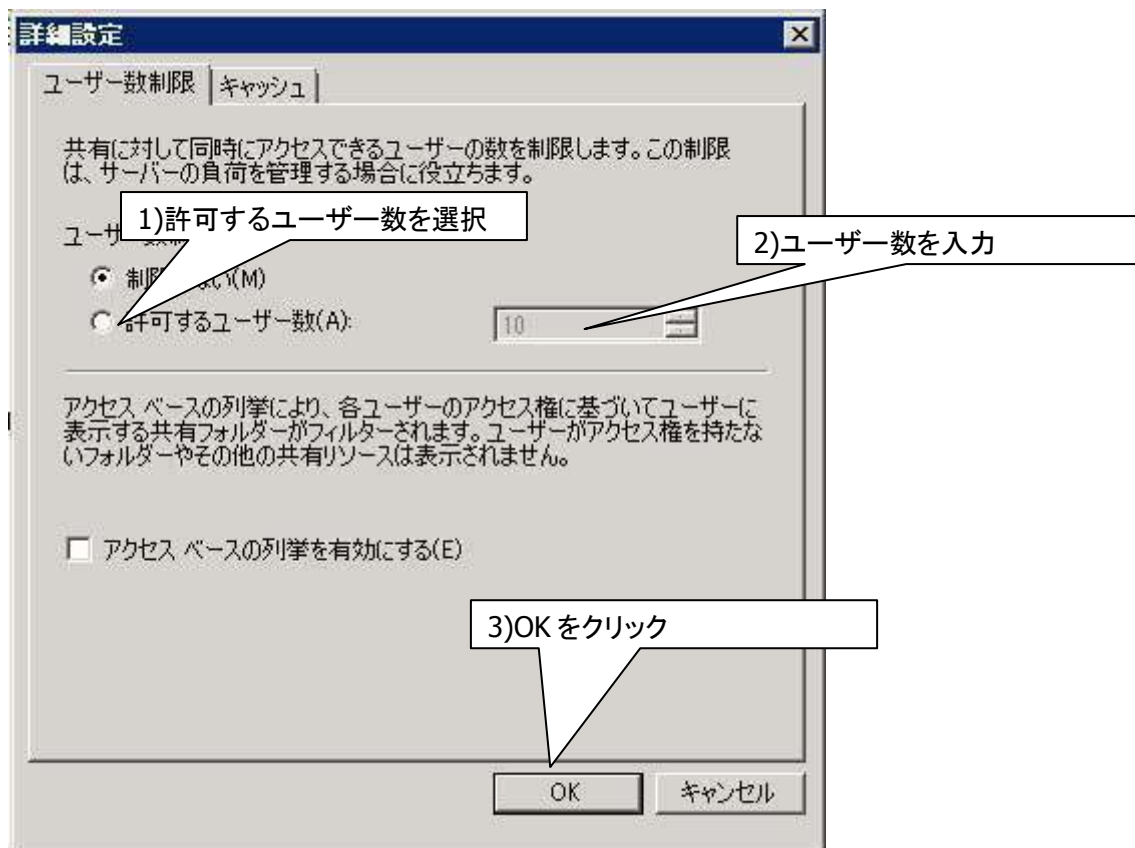 詳細設定
ユーザー数制限 キャッシュ
共有に対して同時にアクセスできるユーザーの数を制限します。この制限
は、サーバーの負荷を管理する場合に役立ちます。
1)許可するユーザー数を選択
2)ユーザー数を入力
制限 ない(M)
許可するユーザー数(A): 10
アクセス ベースの列挙により、各ユーザーのアクセス権に基づいてユーザーに
表示する共有フォルダーがフィルターされます。ユーザーがアクセス権を持たな
いフォルダーやその他の共有リソースは表示されません。
アクセス ベースの列挙を有効にする(E)
3)OK をクリック
OK キャンセル